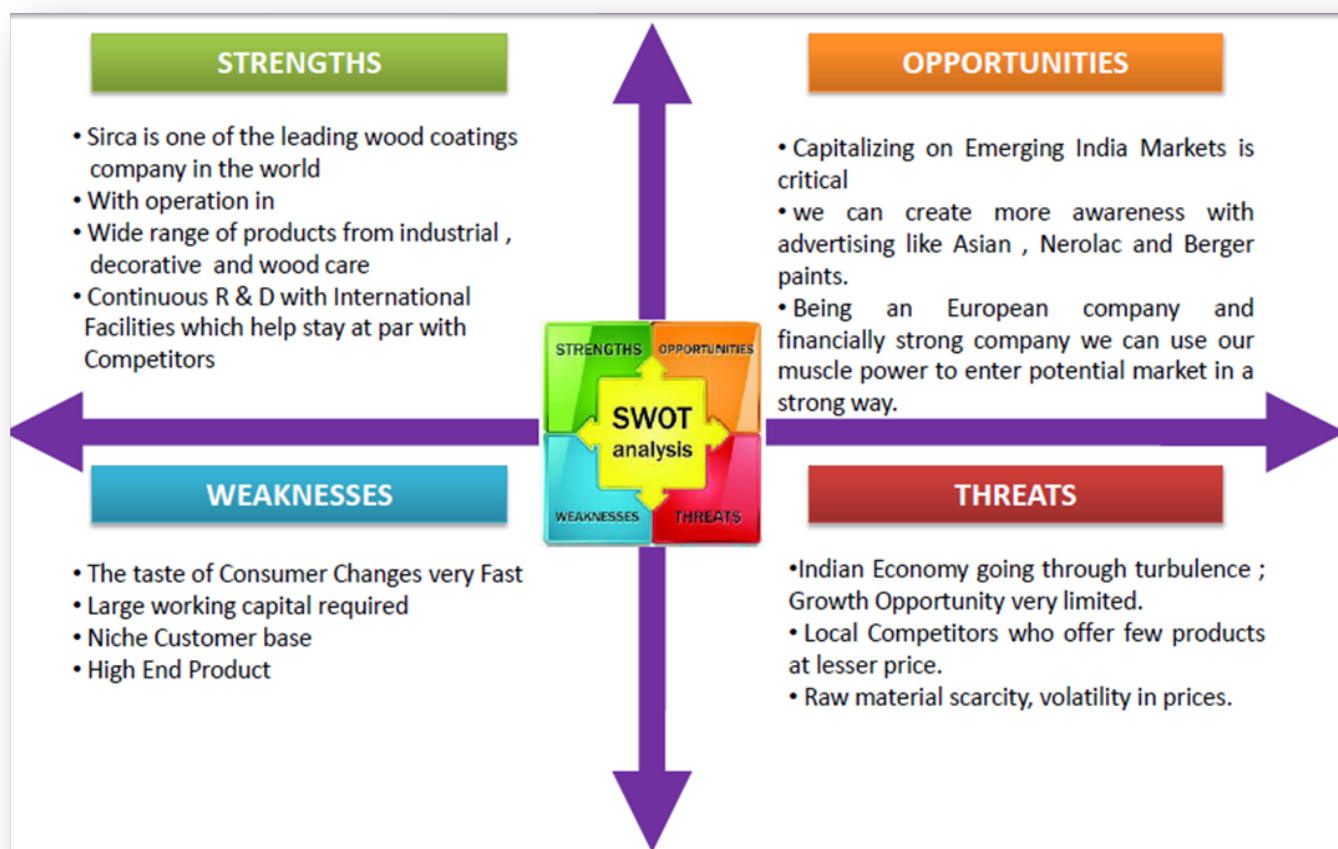 STRENGTHS
• Sirca is one of the leading wood coatings
company in the world
• With operation in
• Wide range of products from industrial ,
decorative and wood care
• Continuous R & D with International
Facilities which help stay at par with
Competitors
OPPORTUNITIES
• Capitalizing on Emerging India Markets is
critical
• we can create more awareness with
advertising like Asian , Nerolac and Berger
paints.
• Being an European company and
financially strong company we can use our
muscle power to enter potential market in a
strong way.
STRENGTHS
OPPORTUNITIES
SWOT
analysis
WEAKNESSES
THREATS
WEAKNESSES
• The taste of Consumer Changes very Fast
• Large working capital required
• Niche Customer base
• High End Product
THREATS
•Indian Economy going through turbulence ;
Growth Opportunity very limited.
• Local Competitors who offer few products
at lesser price.
• Raw material scarcity, volatility in prices.